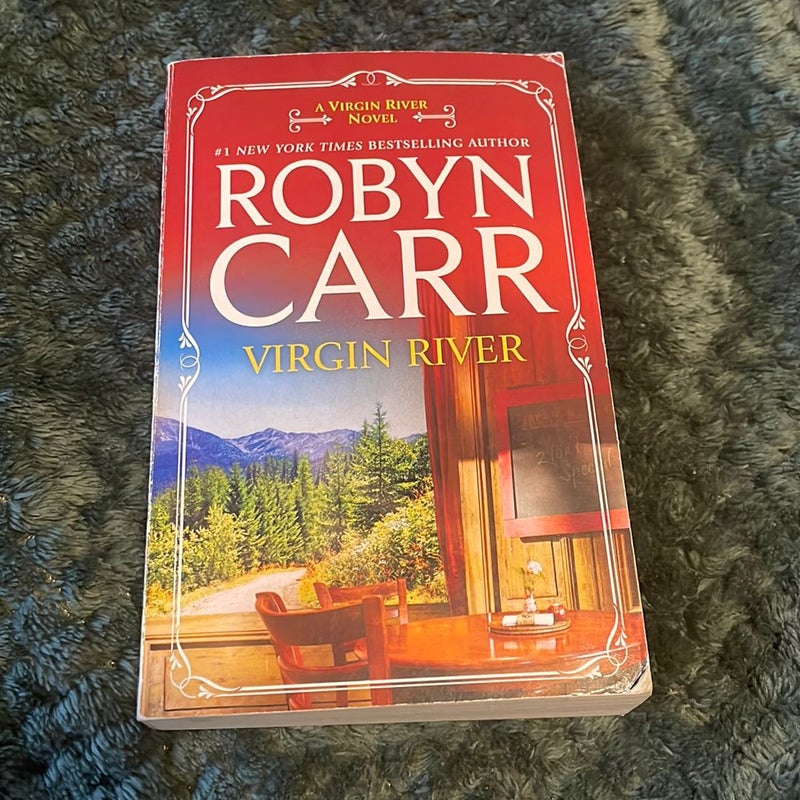 A VIRGIN RIVER
NOVEL
#1 NEW YORK TIMES BESTSELLING AUTHOR
ROBYN
CARR
VIRGIN RIVER